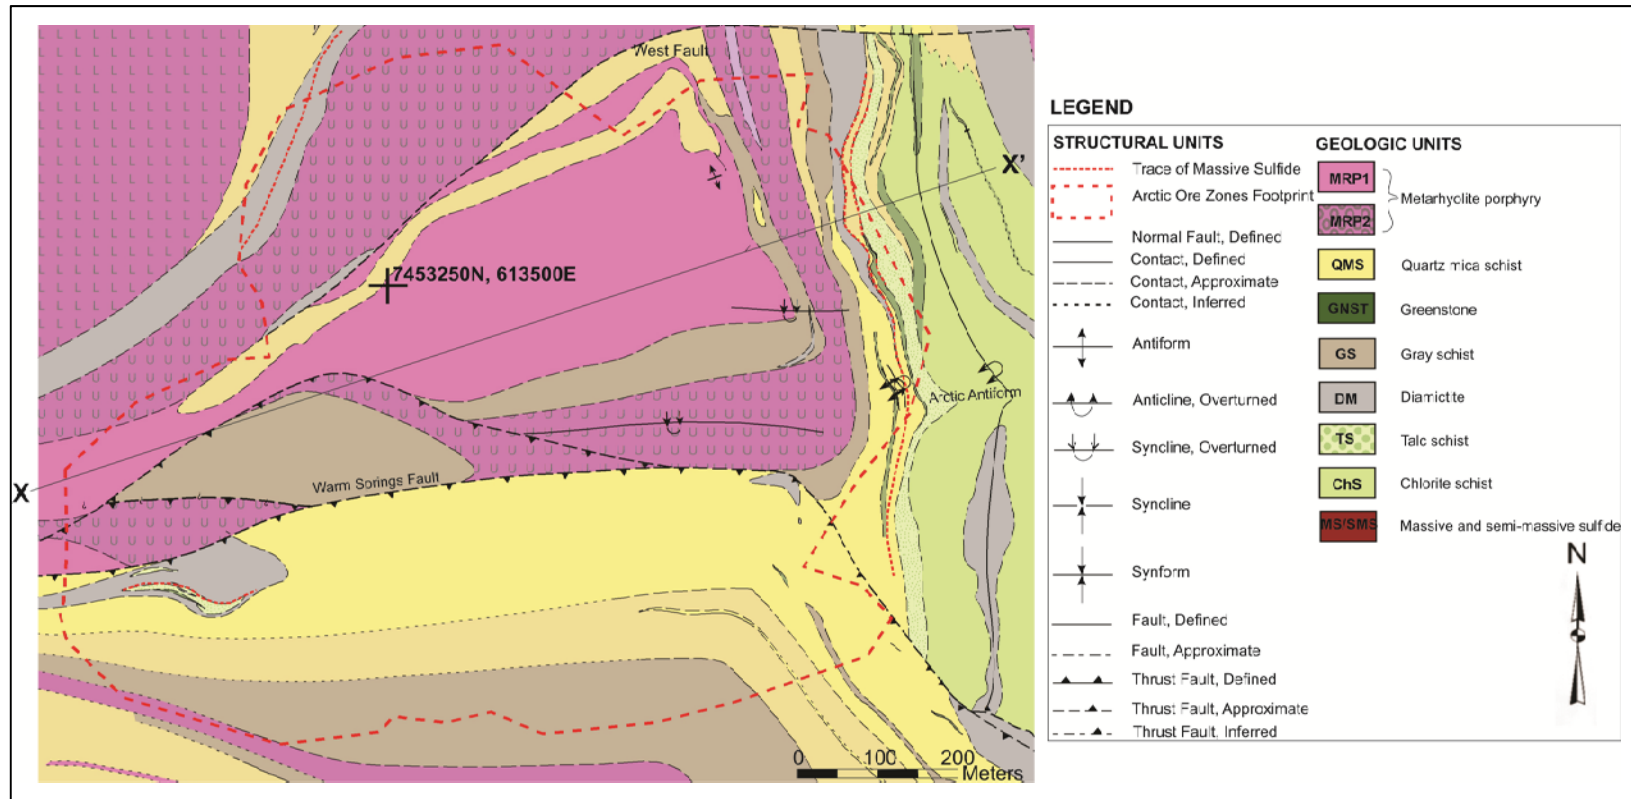 West Fault
X'
7453250N, 613500E
Arctic Antiform
Warm Springs Fault
X
0 100 200
Meters
LEGEND
STRUCTURAL UNITS
Trace of Massive Sulfide
Arctic Ore Zones Footprint
Normal Fault, Defined
Contact, Defined
Contact, Approximate
Contact, Inferred
Antiform
Anticline, Overturned
Syncline, Overturned
Syncline
Synform
Fault, Defined
Fault, Approximate
Thrust Fault, Defined
Thrust Fault, Approximate
Thrust Fault, Inferred
GEOLOGIC UNITS
MRP1
MRP2
Metarhyclite porphyry
QMS Quartz mica schist
GNST Greenstone
GS Gray schist
DM Diamictite
TS Talc schist
ChS Chlorite schist
MS/SMS Massive and semi-massive sulfide
N